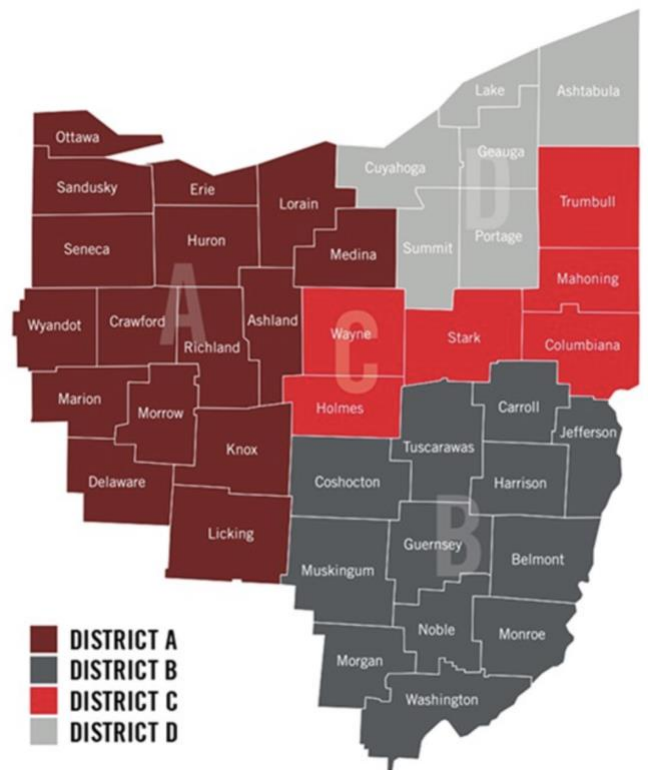 Lake
Ashtabula
Ottawa
Geauga
Cuyahoga
D
Sandusky
Erie
Lorain
Trumbull
Huron
Summit
Portage
Seneca
Medina
Mahoning
A
Wyandot
Crawford
Ashland
Wayne
Stark
Columbiana
Richland
C
Marion
Morrow
Holmes
Carroll
Jefferson
Knox
Tuscarawas
Delaware
Coshocton
Harrison
Licking
Guernsey
B
Belmont
Muskingum
Noble
Monroe
Morgan
Washington
DISTRICT A
DISTRICT B
DISTRICT C
DISTRICT D